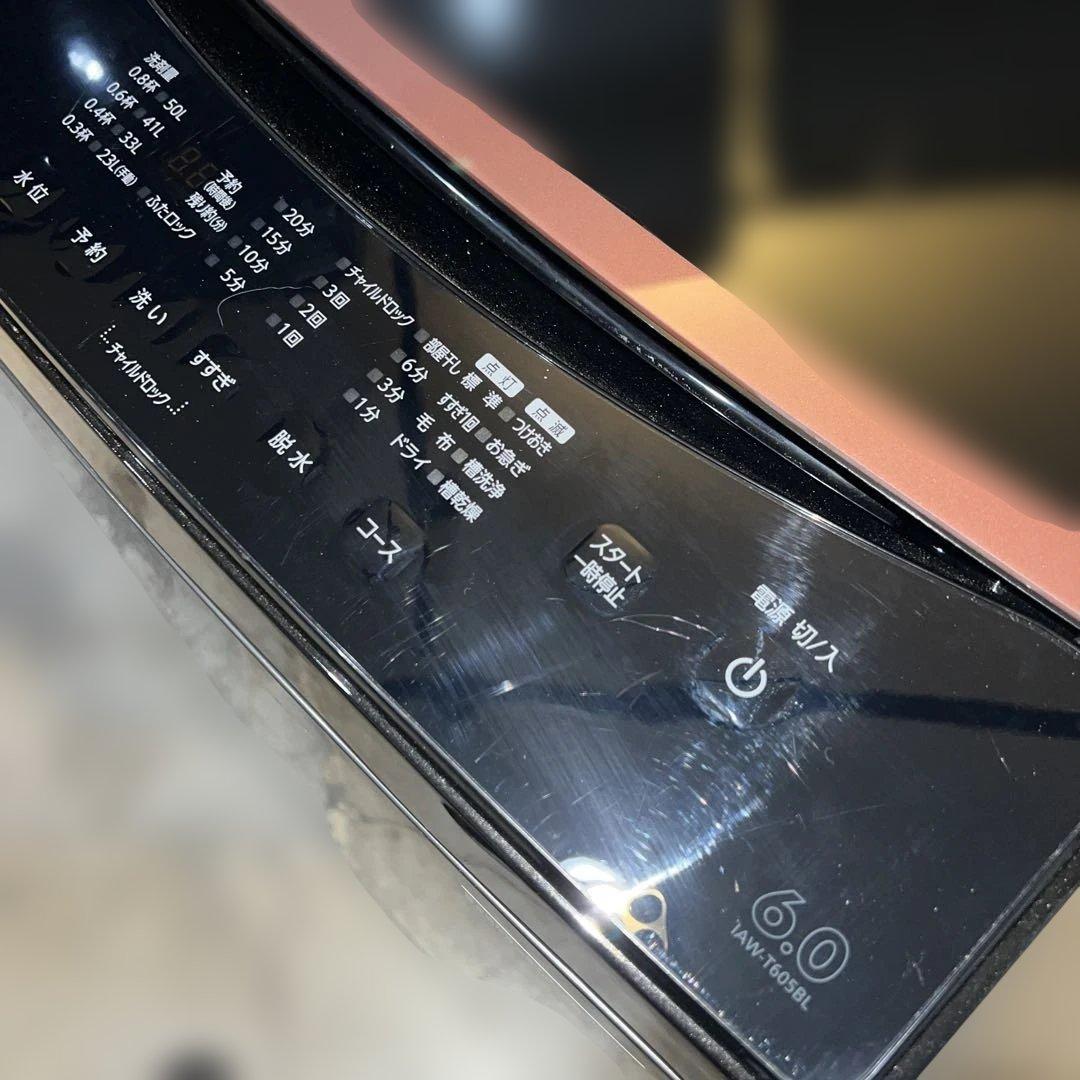 洗剤量
0.8杯 50L
0.6杯 41L
0.4杯 33L
0.3杯 23L(手動)
水位
ふたロック
予約
(時間後)
残り約(分)
予約
20分
15分
10分
5分
洗い
3回
2回
1回
すすぎ
チャイルドロック
チャイルドロック
部屋干し
6分
3分
1分
脱水
点灯 点滅
標準 つけおき
すすぎ1回 お急ぎ
毛布 槽洗浄
ドライ 槽乾燥
コース
スタート
一時停止
電源 切/入
6.0
1AW-T605BL